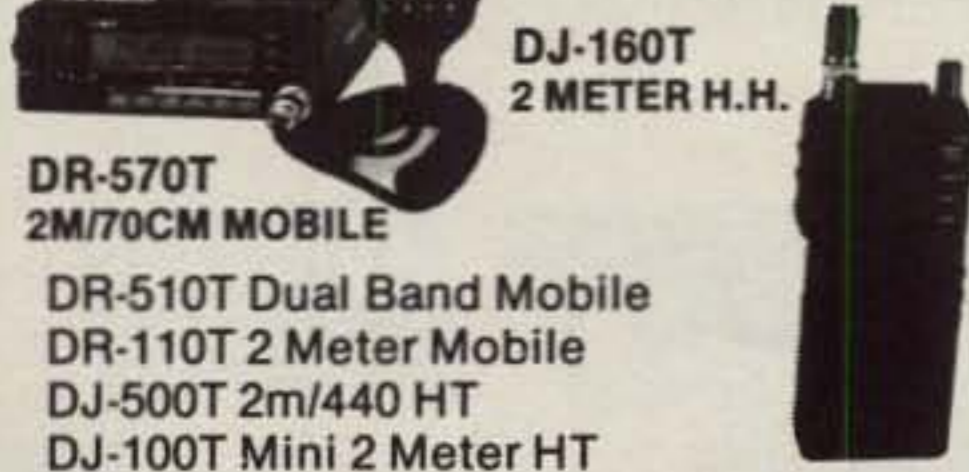 DJ-160T
2 METER H.H.
DR-570T
2M/70CM MOBILE
DR-510T Dual Band Mobile
DR-110T 2 Meter Mobile
DJ-500T 2m/440 HT
DJ-100T Mini 2 Meter HT